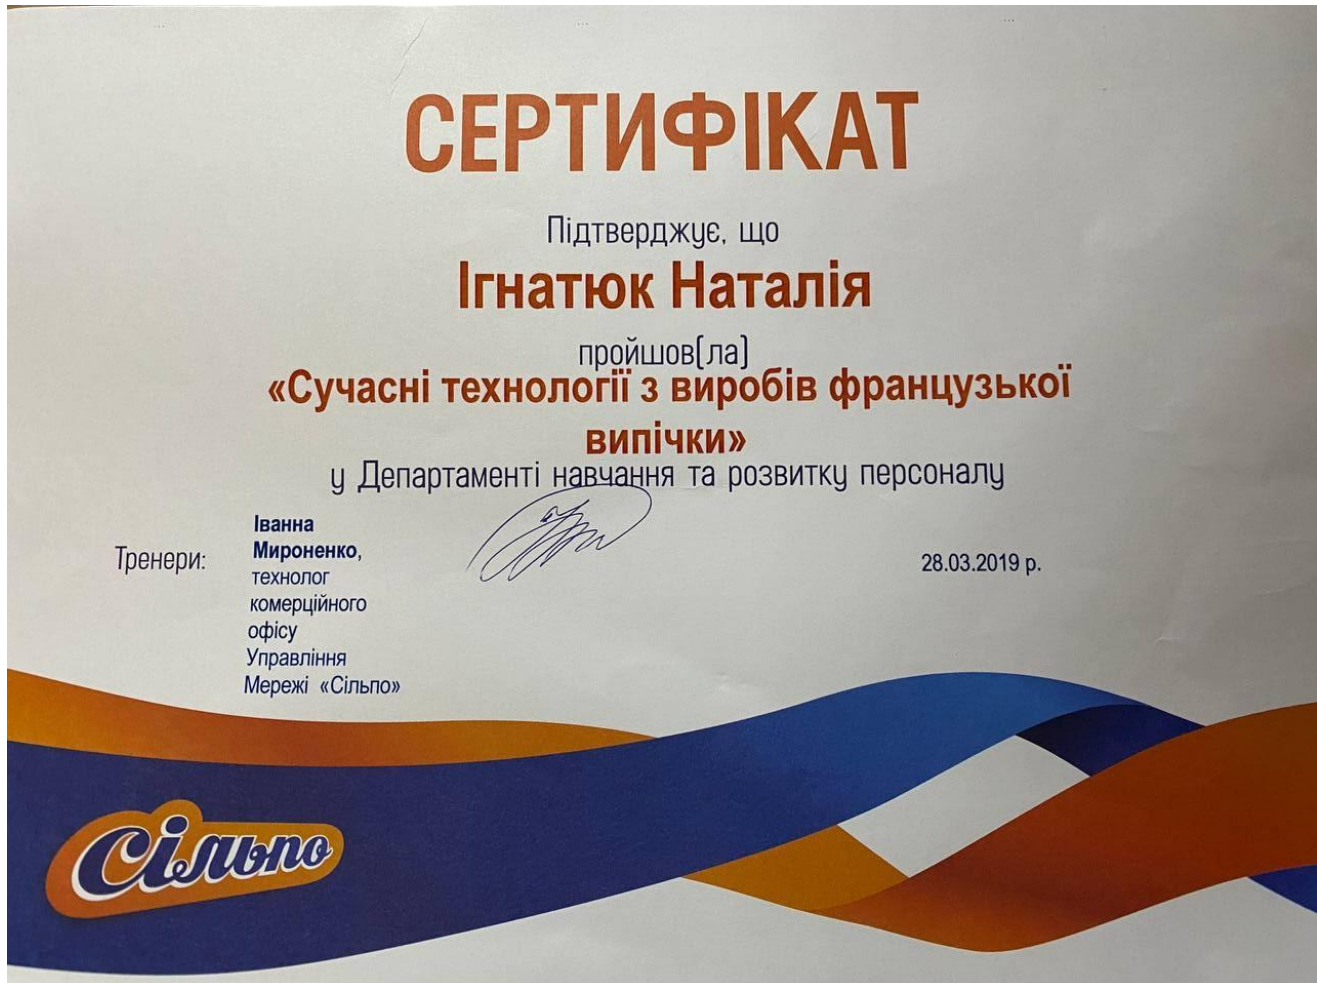 СЕРТИФІКАТ
Підтверджує, що
Ігнатюк Наталія
пройшов(ла)
«Сучасні технології з виробів французької
випічки»
у Департаменті навчання та розвитку персоналу
Тренери:
Іванна
Мироненко,
технолог
комерційного
офісу
Управління
Мережі «Сільпо»
28.03.2019 р.
Сільпо